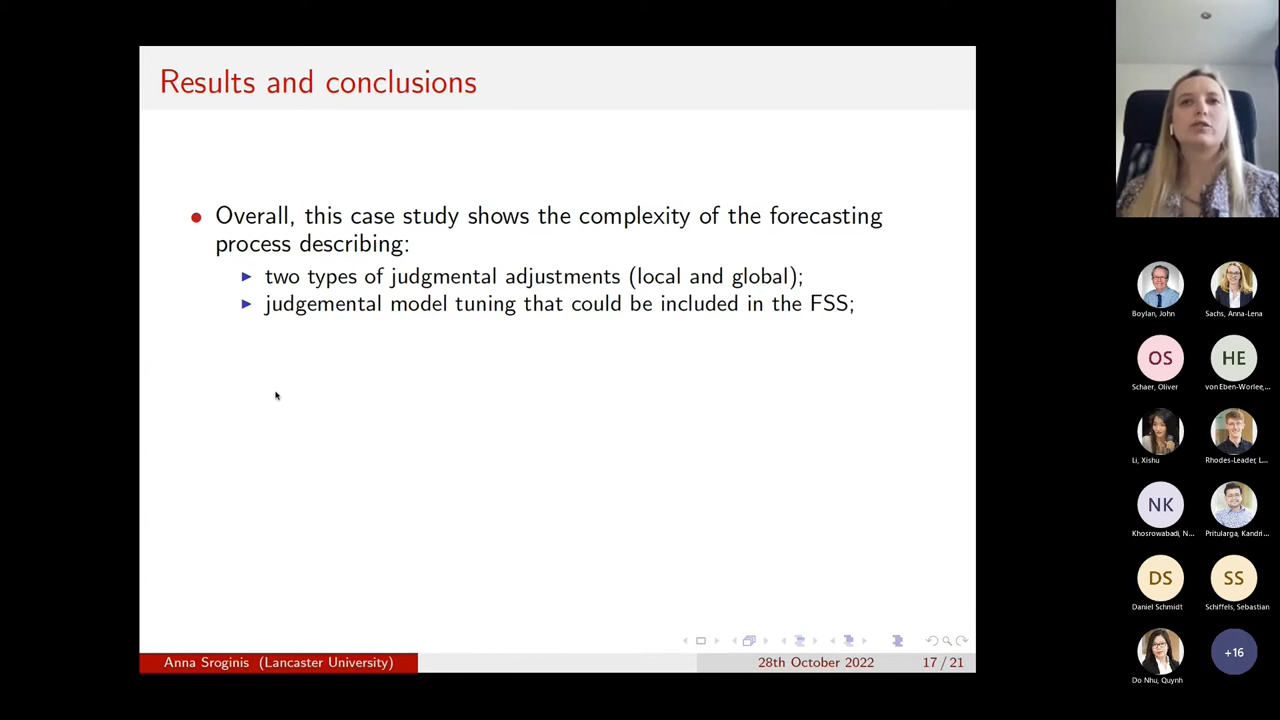 Results and conclusions
Overall, this case study shows the complexity of the forecasting
process describing:
two types of judgmental adjustments (local and global);
judgemental model tuning that could be included in the FSS;
Anna Sroginis (Lancaster University)
28th October 2022
17 / 21
Boylan, John
Sachs, Anna-Lena
OS
HE
Schaer, Oliver
von Eben-Worlee,...
Li, Xishu
Rhodes-Leader, L...
NK
Khosrowabadi, N...
Pritularga, Kandri...
DS
SS
Daniel Schmidt
Schiffels, Sebastian
+16
Do Nhu, Quynh